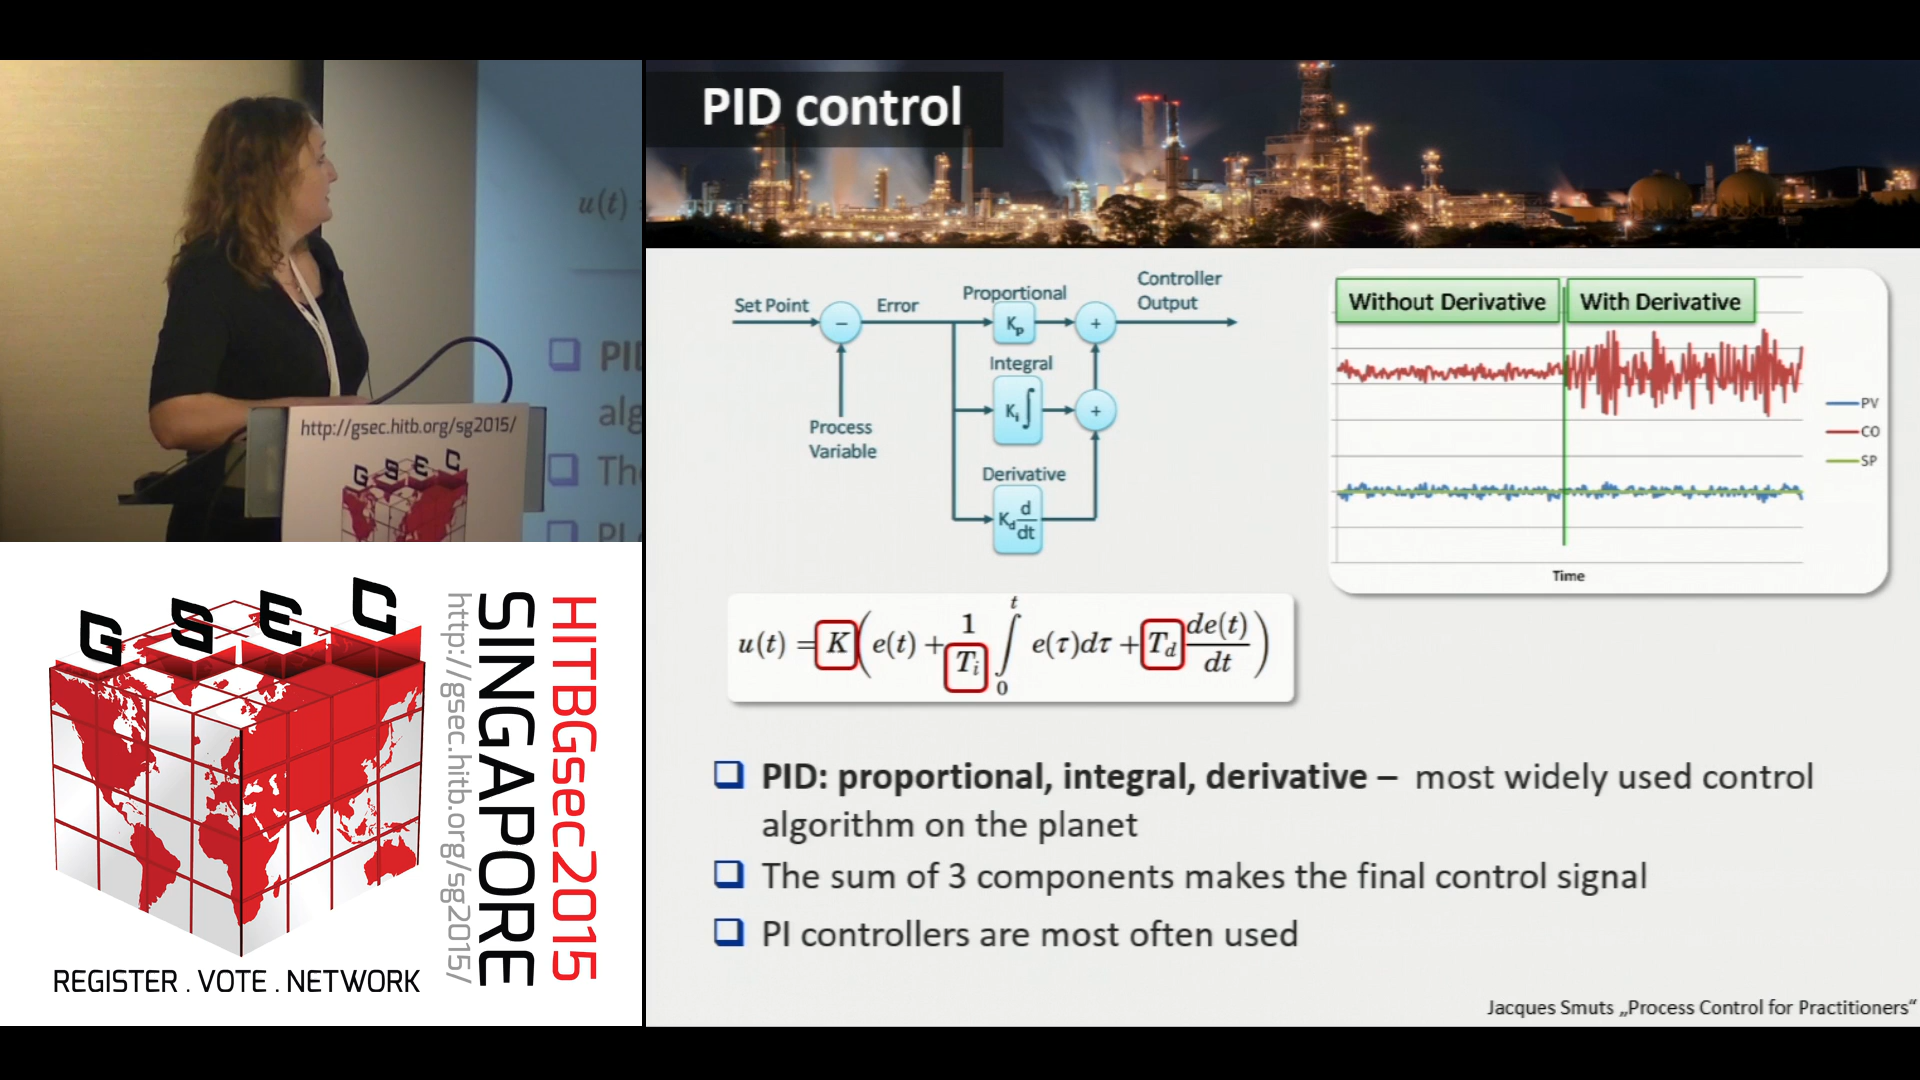 u(t)
PID
alg
The
PI c
http://gsec.hitb.org/sg2015/
G S E C
G S E C
http://gsec.hitb.org/sg2015/
SINGAPORE
HITBGsec2015
REGISTER . VOTE . NETWORK
PID control
Set Point
Error
Process
Variable
Proportional
Kp
Integral
Ki ∫
Derivative
Kd d/dt
Controller
Output
−
+
+
Without Derivative
With Derivative
PV
CO
SP
Time
u(t) = K( e(t) + 1/Ti ∫₀ᵗ e(τ)dτ + Td de(t)/dt )
PID: proportional, integral, derivative – most widely used control
algorithm on the planet
The sum of 3 components makes the final control signal
PI controllers are most often used
Jacques Smuts „Process Control for Practitioners“